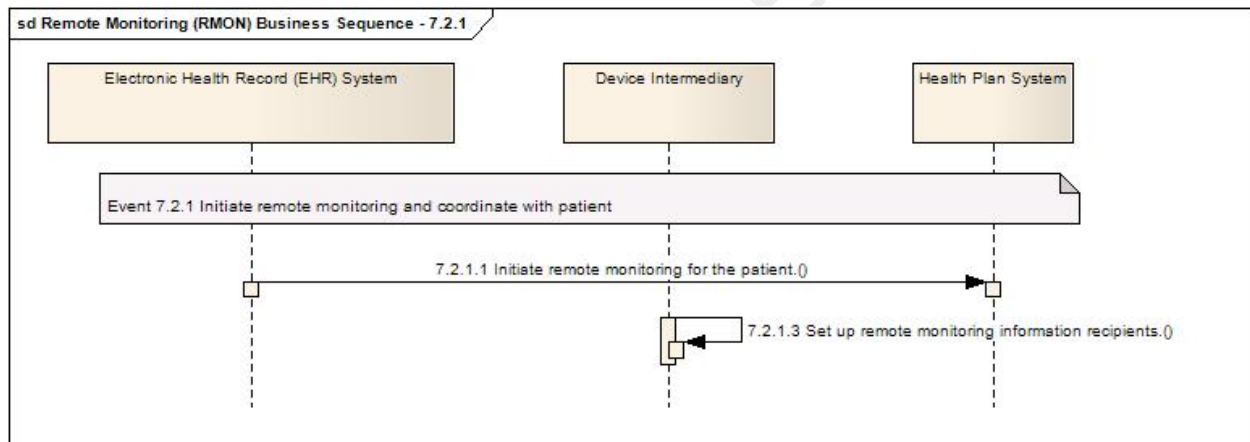 sd Remote Monitoring (RMON) Business Sequence - 7.2.1
Electronic Health Record (EHR) System
Device Intermediary
Health Plan System
Event 7.2.1 Initiate remote monitoring and coordinate with patient
7.2.1.1 Initiate remote monitoring for the patient.()
7.2.1.3 Set up remote monitoring information recipients.()